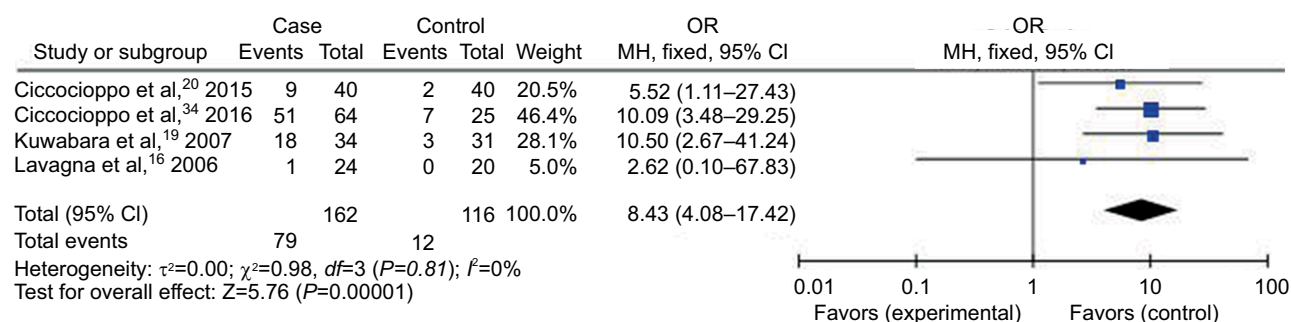 Case Control OR OR
Study or subgroup Events Total Events Total Weight MH, fixed, 95% CI MH, fixed, 95% CI
Ciccocioppo et al,20 2015 9 40 2 40 20.5% 5.52 (1.11–27.43)
Ciccocioppo et al,34 2016 51 64 7 25 46.4% 10.09 (3.48–29.25)
Kuwabara et al,19 2007 18 34 3 31 28.1% 10.50 (2.67–41.24)
Lavagna et al,16 2006 1 24 0 20 5.0% 2.62 (0.10–67.83)
Total (95% CI) 162 116 100.0% 8.43 (4.08–17.42)
Total events 79 12
Heterogeneity: τ²=0.00; χ²=0.98, df=3 (P=0.81); I²=0%
Test for overall effect: Z=5.76 (P=0.00001)
0.01 0.1 1 10 100
Favors (experimental) Favors (control)